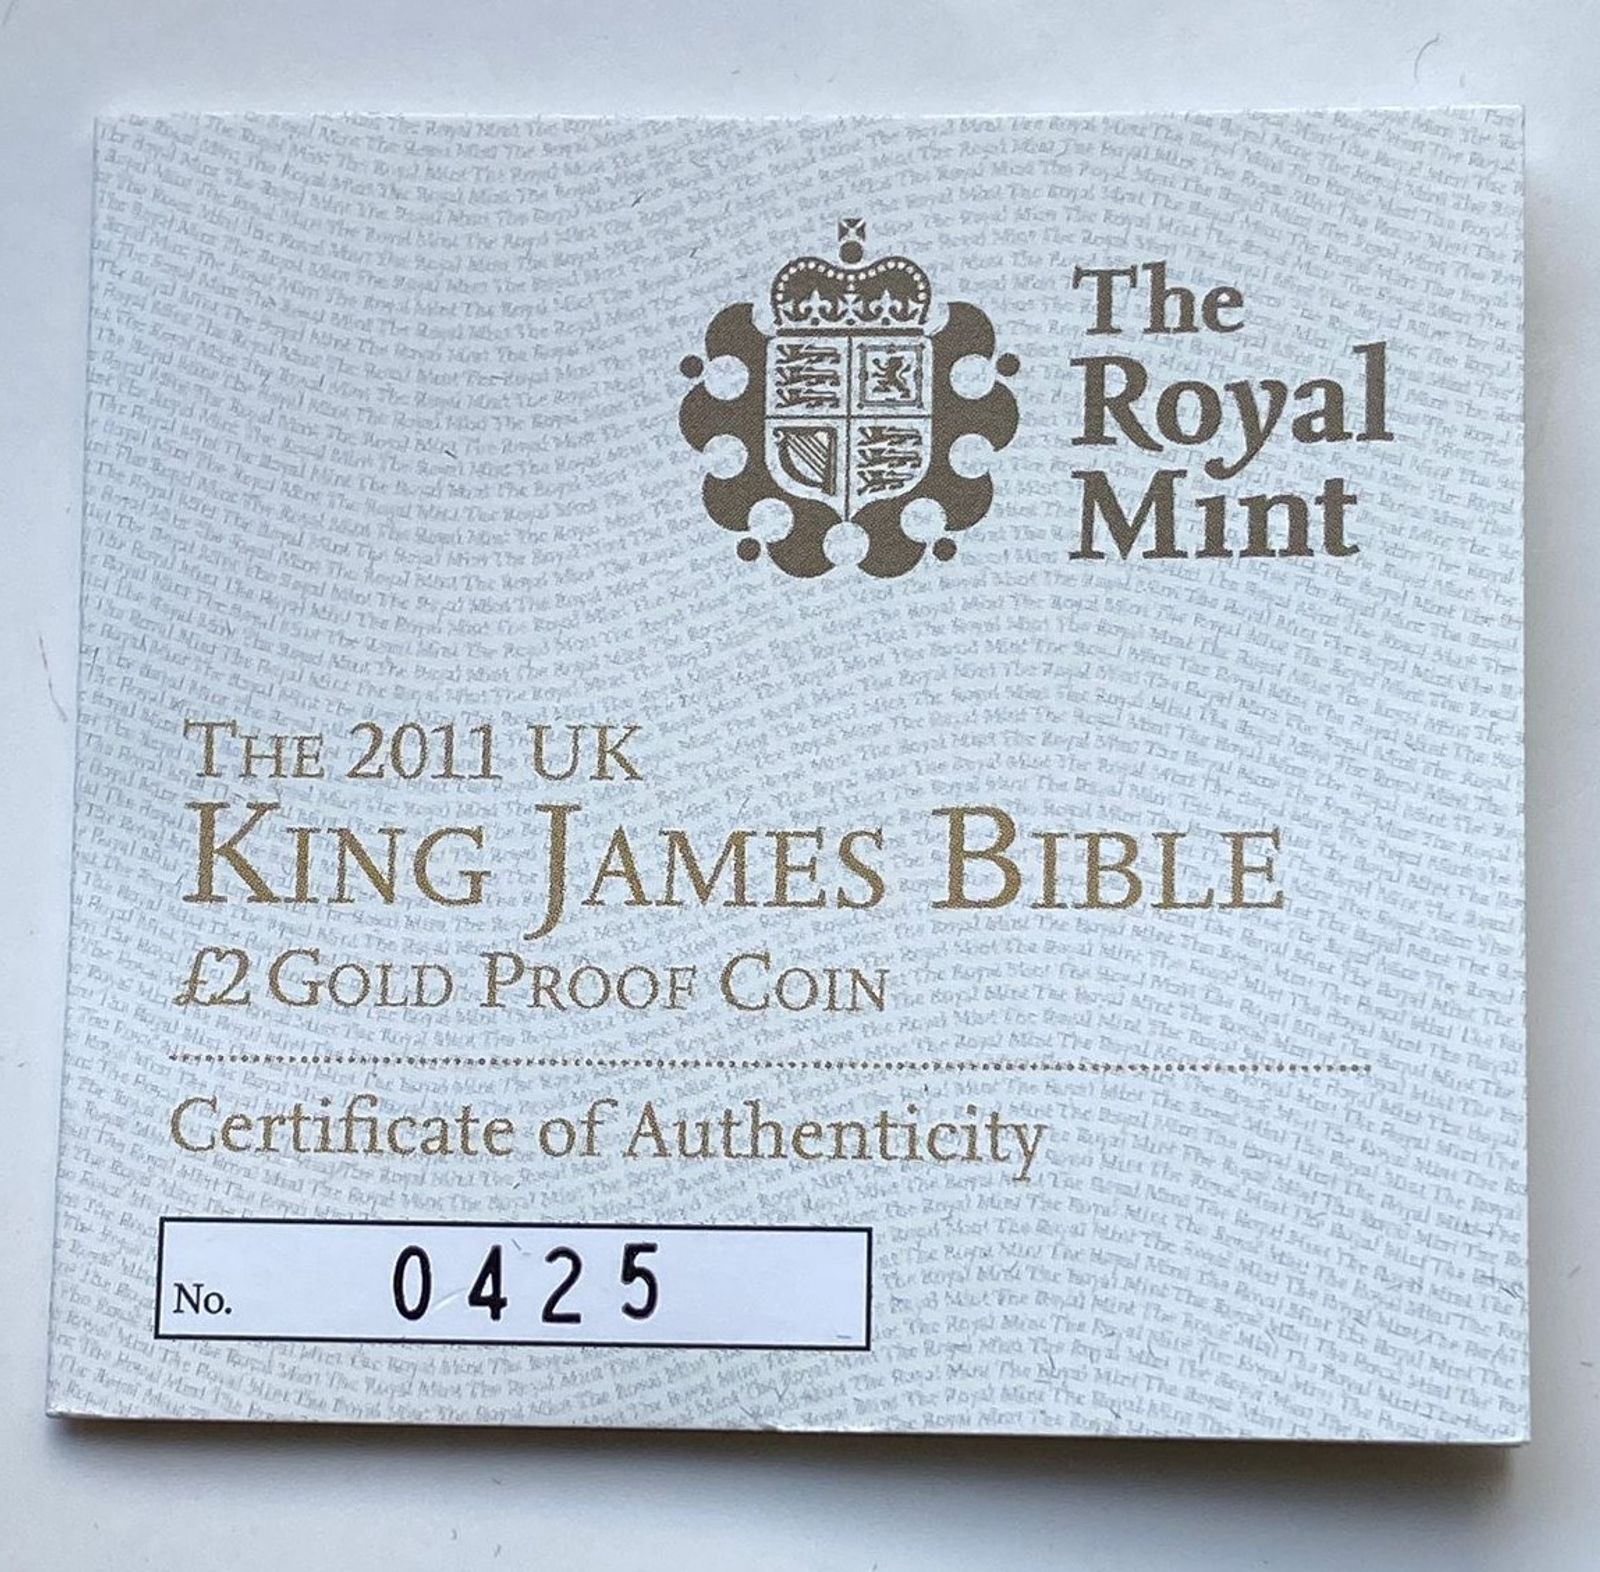 The
Royal
Mint
THE 2011 UK
KING JAMES BIBLE
£2 GOLD PROOF COIN
Certificate of Authenticity
No. 0425